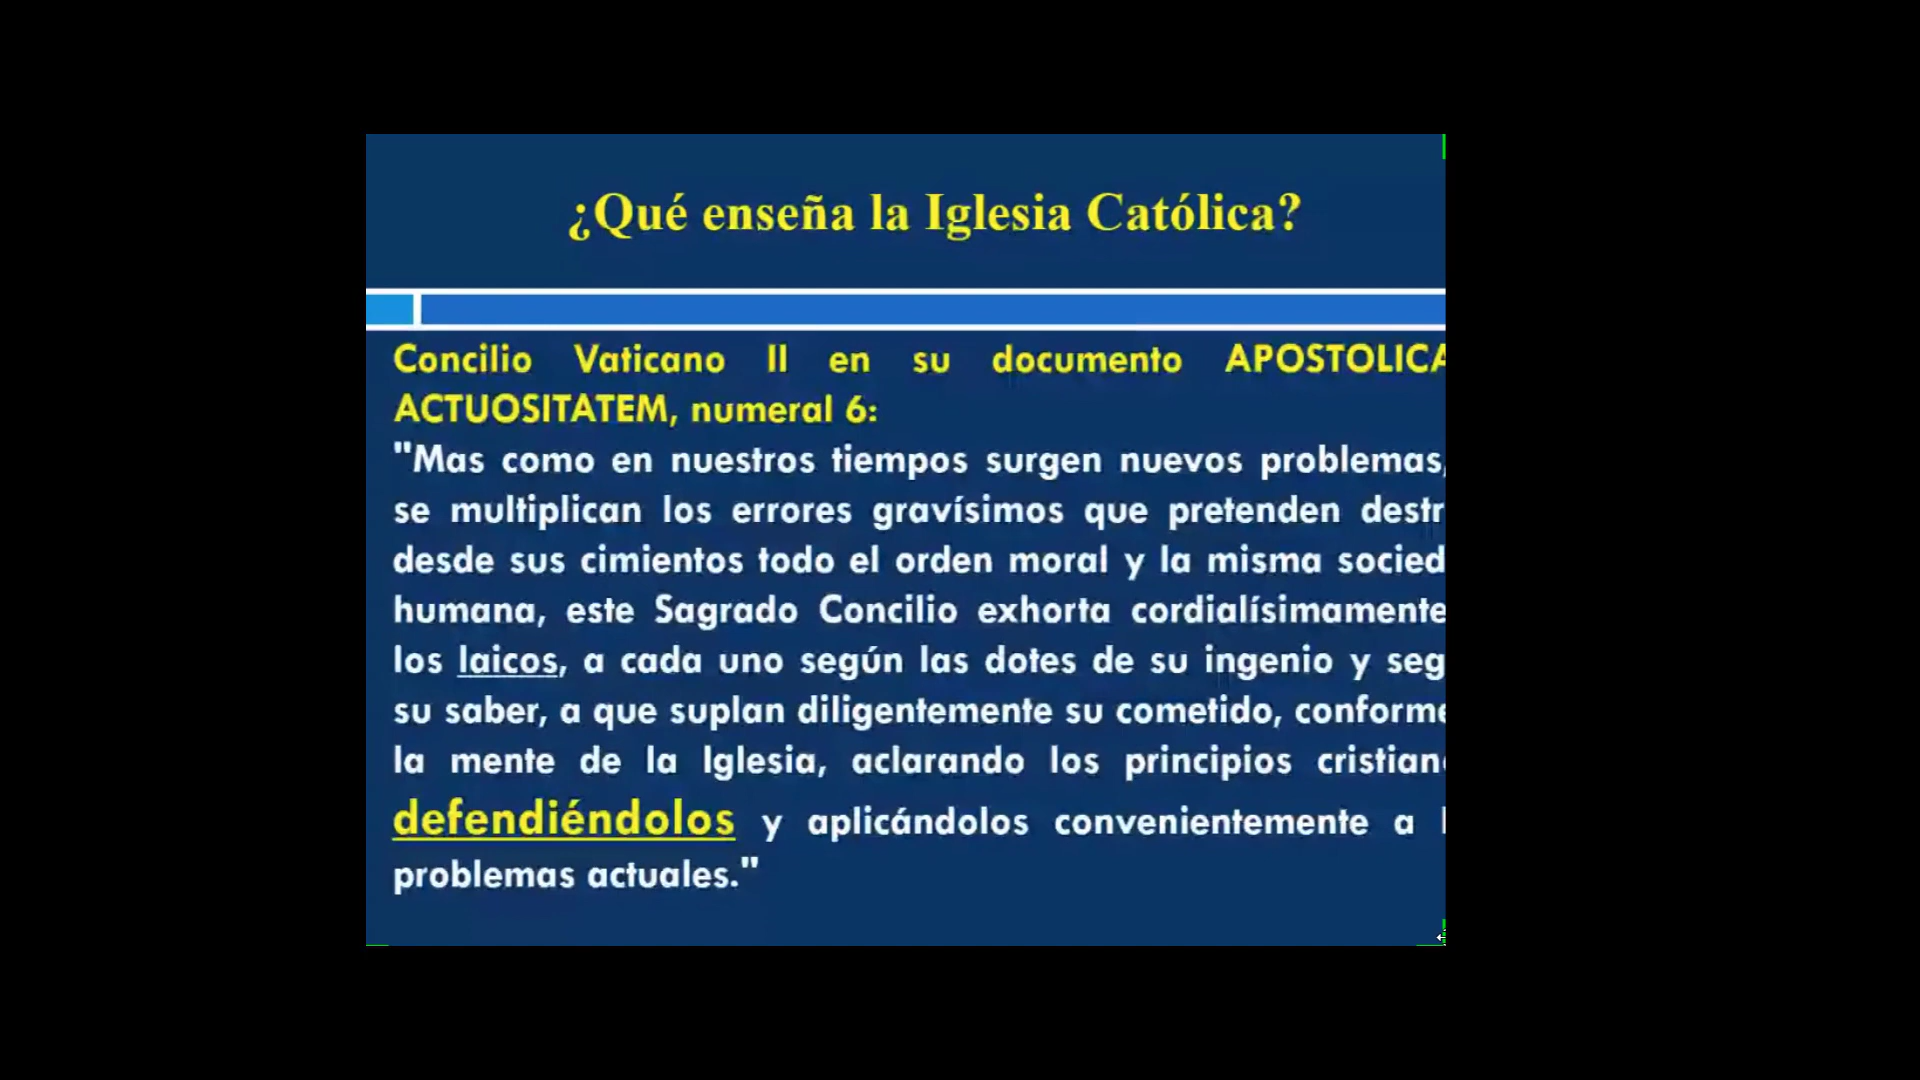 ¿Qué enseña la Iglesia Católica?
Concilio Vaticano II en su documento APOSTOLICA
ACTUOSITATEM, numeral 6:
"Mas como en nuestros tiempos surgen nuevos problemas,
se multiplican los errores gravísimos que pretenden destr
desde sus cimientos todo el orden moral y la misma socied
humana, este Sagrado Concilio exhorta cordialísimamente
los laicos, a cada uno según las dotes de su ingenio y seg
su saber, a que suplan diligentemente su cometido, conforme
la mente de la Iglesia, aclarando los principios cristian
defendiéndolos y aplicándolos convenientemente a
problemas actuales."